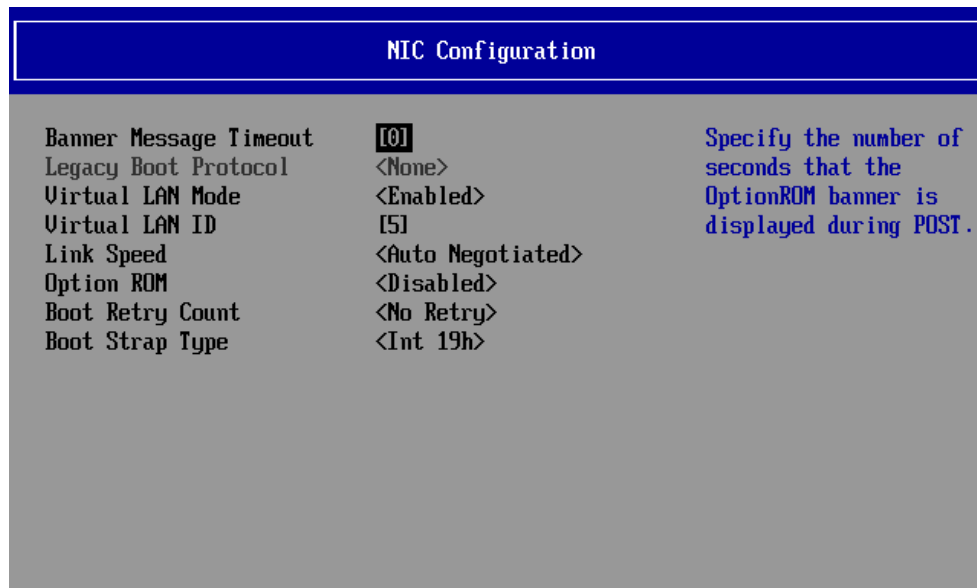 NIC Configuration
Banner Message Timeout [0]
Legacy Boot Protocol <None>
Virtual LAN Mode <Enabled>
Virtual LAN ID [5]
Link Speed <Auto Negotiated>
Option ROM <Disabled>
Boot Retry Count <No Retry>
Boot Strap Type <Int 19h>
Specify the number of
seconds that the
OptionROM banner is
displayed during POST.